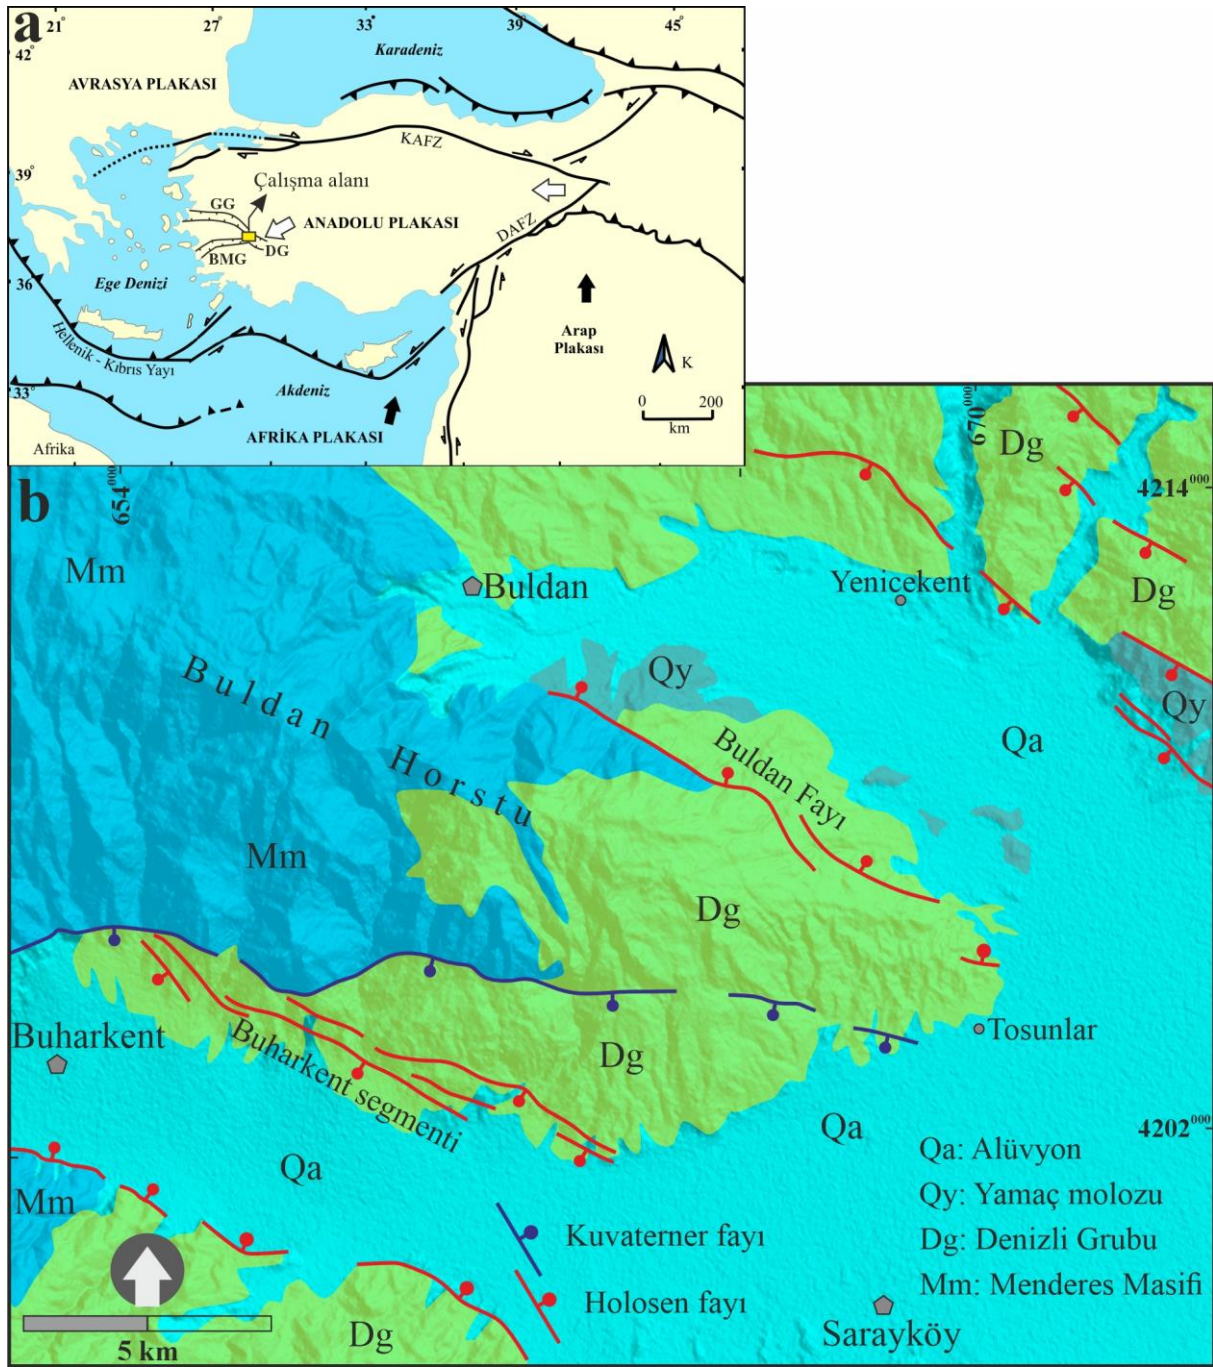 a
21°
27°
33°
39°
45°
42°
39°
36°
33°
Karadeniz
AVRASYA PLAKASI
KAFZ
Çalışma alanı
GG
ANADOLU PLAKASI
DAFZ
DG
BMG
Ege Denizi
Arap
Plakası
Hellenik - Kıbrıs Yayı
K
Akdeniz
0 200
km
AFRİKA PLAKASI
Afrika
b
654000
670000
4214000
Dg
Mm
Buldan
Yenicekent
Dg
Qy
Qy
Buldan
Horstu
Qa
Buldan Fayı
Mm
Dg
Buharkent
Tosunlar
Dg
Buharkent segmenti
Qa
4202000
Qa
Qa: Alüvyon
Mm
Qy: Yamaç molozu
Kuvaterner fayı
Dg: Denizli Grubu
Mm: Menderes Masifi
Holosen fayı
Sarayköy
Dg
5 km